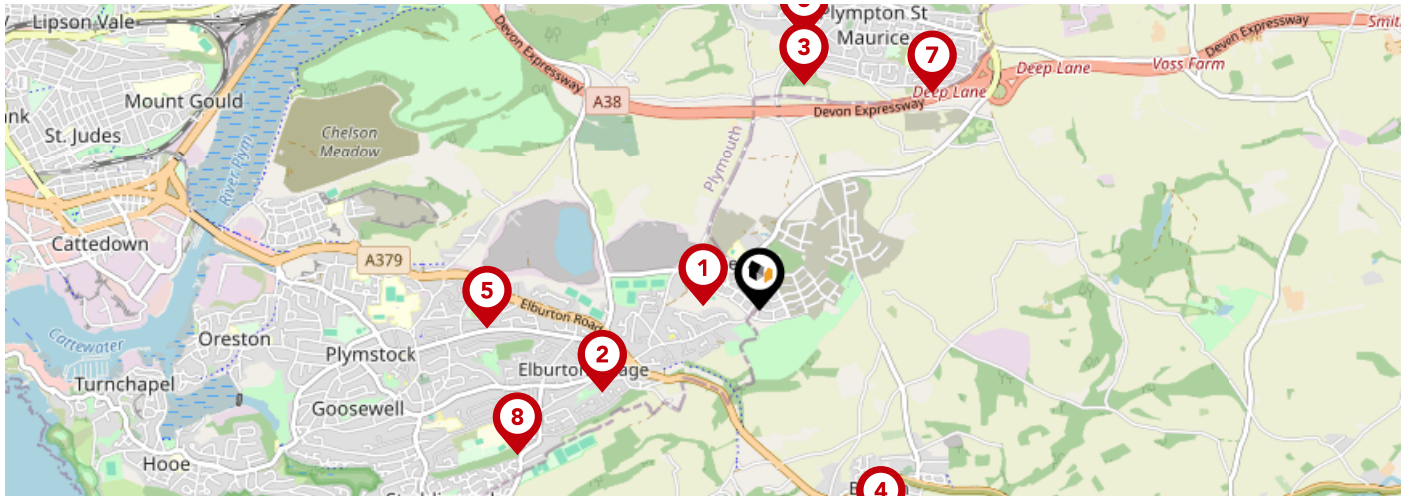 Lipson Vale
Plympton St
Maurice
3
7
Devon Expressway
Devon Expressway
Smit
Voss Farm
Deep Lane
Deep Lane
Devon Expressway
A38
Mount Gould
ank
St. Judes
Chelson
Meadow
River Plym
Plymouth
Cattedown
A379
1
5
Elburton Road
Cattewater
Oreston
Plymstock
2
Elburton
age
Turnchapel
Goosewell
8
Hooe
4